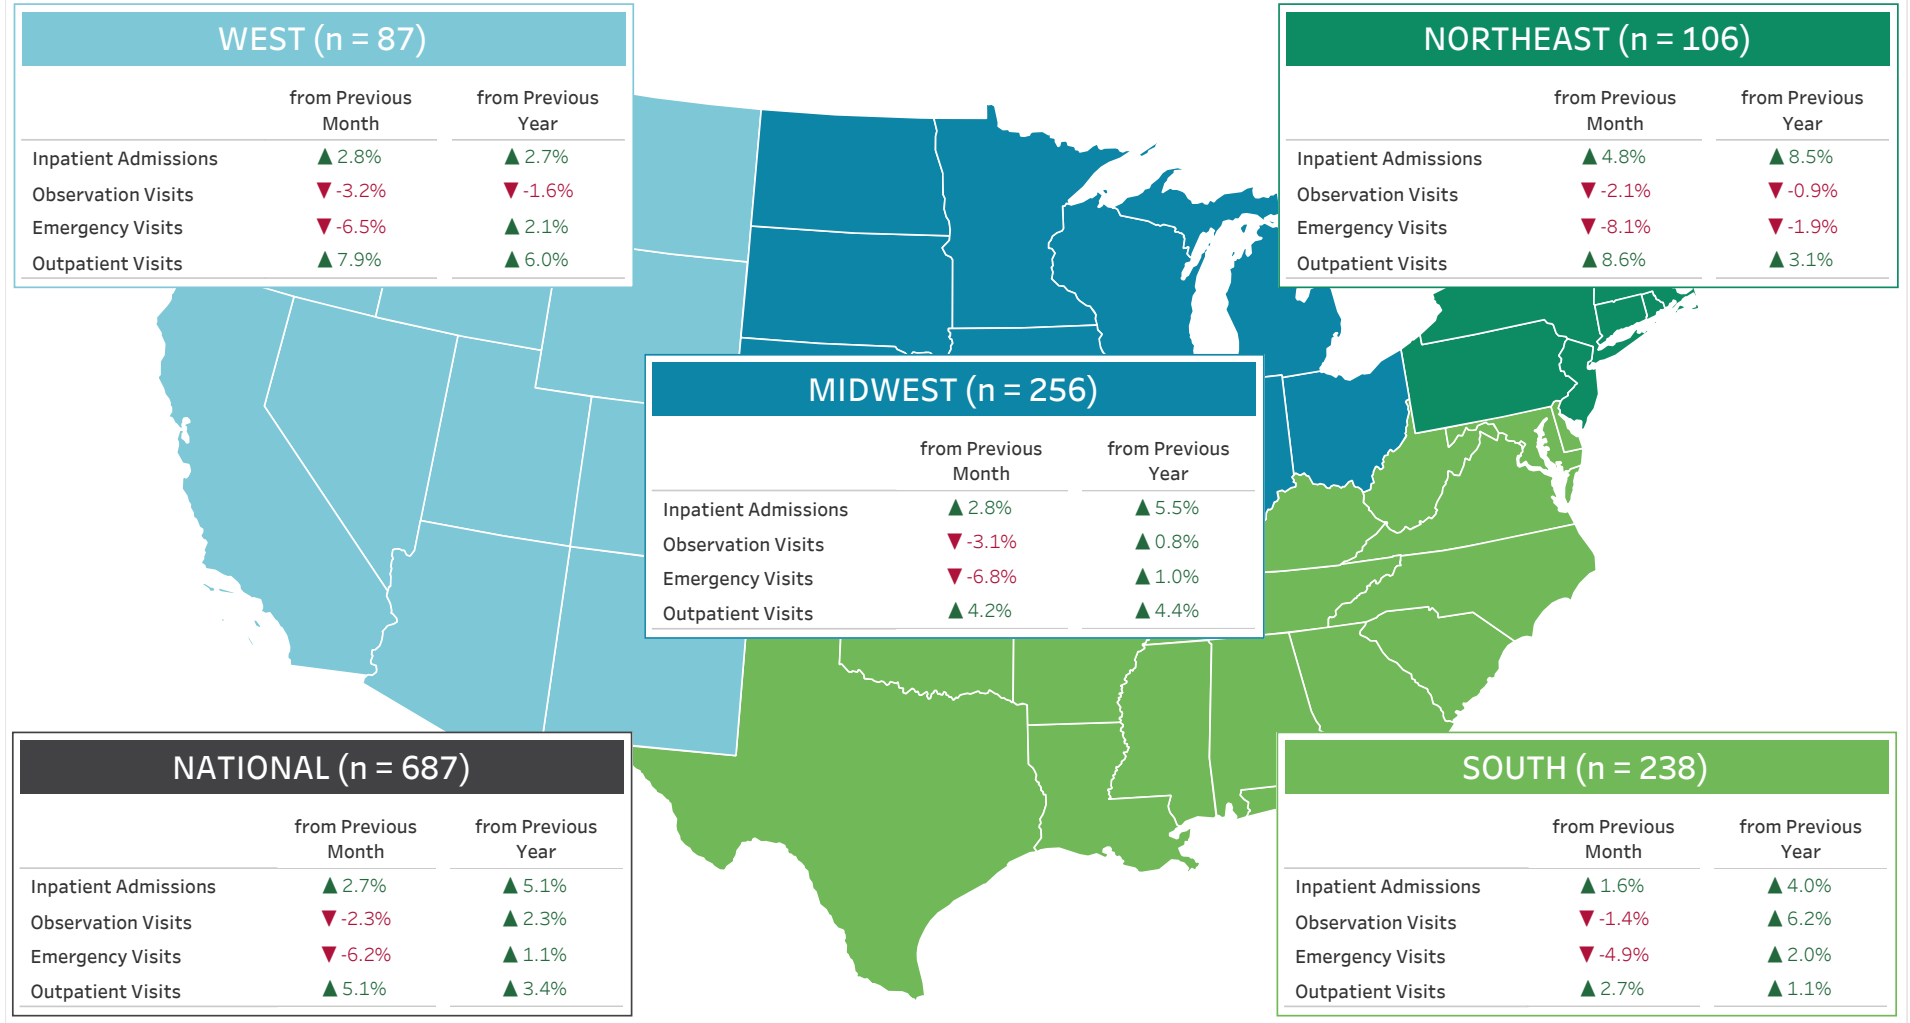 WEST (n = 87)
from Previous Month from Previous Year
Inpatient Admissions ▲ 2.8% ▲ 2.7%
Observation Visits ▼ -3.2% ▼ -1.6%
Emergency Visits ▼ -6.5% ▲ 2.1%
Outpatient Visits ▲ 7.9% ▲ 6.0%
NORTHEAST (n = 106)
from Previous Month from Previous Year
Inpatient Admissions ▲ 4.8% ▲ 8.5%
Observation Visits ▼ -2.1% ▼ -0.9%
Emergency Visits ▼ -8.1% ▼ -1.9%
Outpatient Visits ▲ 8.6% ▲ 3.1%
MIDWEST (n = 256)
from Previous Month from Previous Year
Inpatient Admissions ▲ 2.8% ▲ 5.5%
Observation Visits ▼ -3.1% ▲ 0.8%
Emergency Visits ▼ -6.8% ▲ 1.0%
Outpatient Visits ▲ 4.2% ▲ 4.4%
NATIONAL (n = 687)
from Previous Month from Previous Year
Inpatient Admissions ▲ 2.7% ▲ 5.1%
Observation Visits ▼ -2.3% ▲ 2.3%
Emergency Visits ▼ -6.2% ▲ 1.1%
Outpatient Visits ▲ 5.1% ▲ 3.4%
SOUTH (n = 238)
from Previous Month from Previous Year
Inpatient Admissions ▲ 1.6% ▲ 4.0%
Observation Visits ▼ -1.4% ▲ 6.2%
Emergency Visits ▼ -4.9% ▲ 2.0%
Outpatient Visits ▲ 2.7% ▲ 1.1%